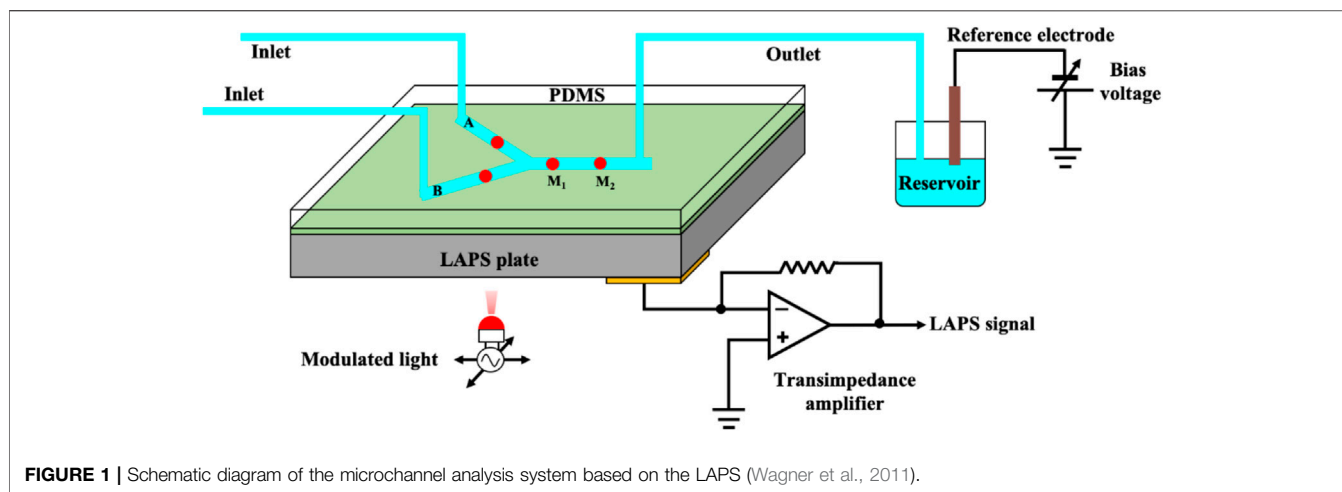 Inlet
Inlet
Outlet
Reference electrode
Bias
voltage
PDMS
A
B
M₁
M₂
Reservoir
LAPS plate
Modulated light
−
+
LAPS signal
Transimpedance
amplifier
FIGURE 1 | Schematic diagram of the microchannel analysis system based on the LAPS (Wagner et al., 2011).